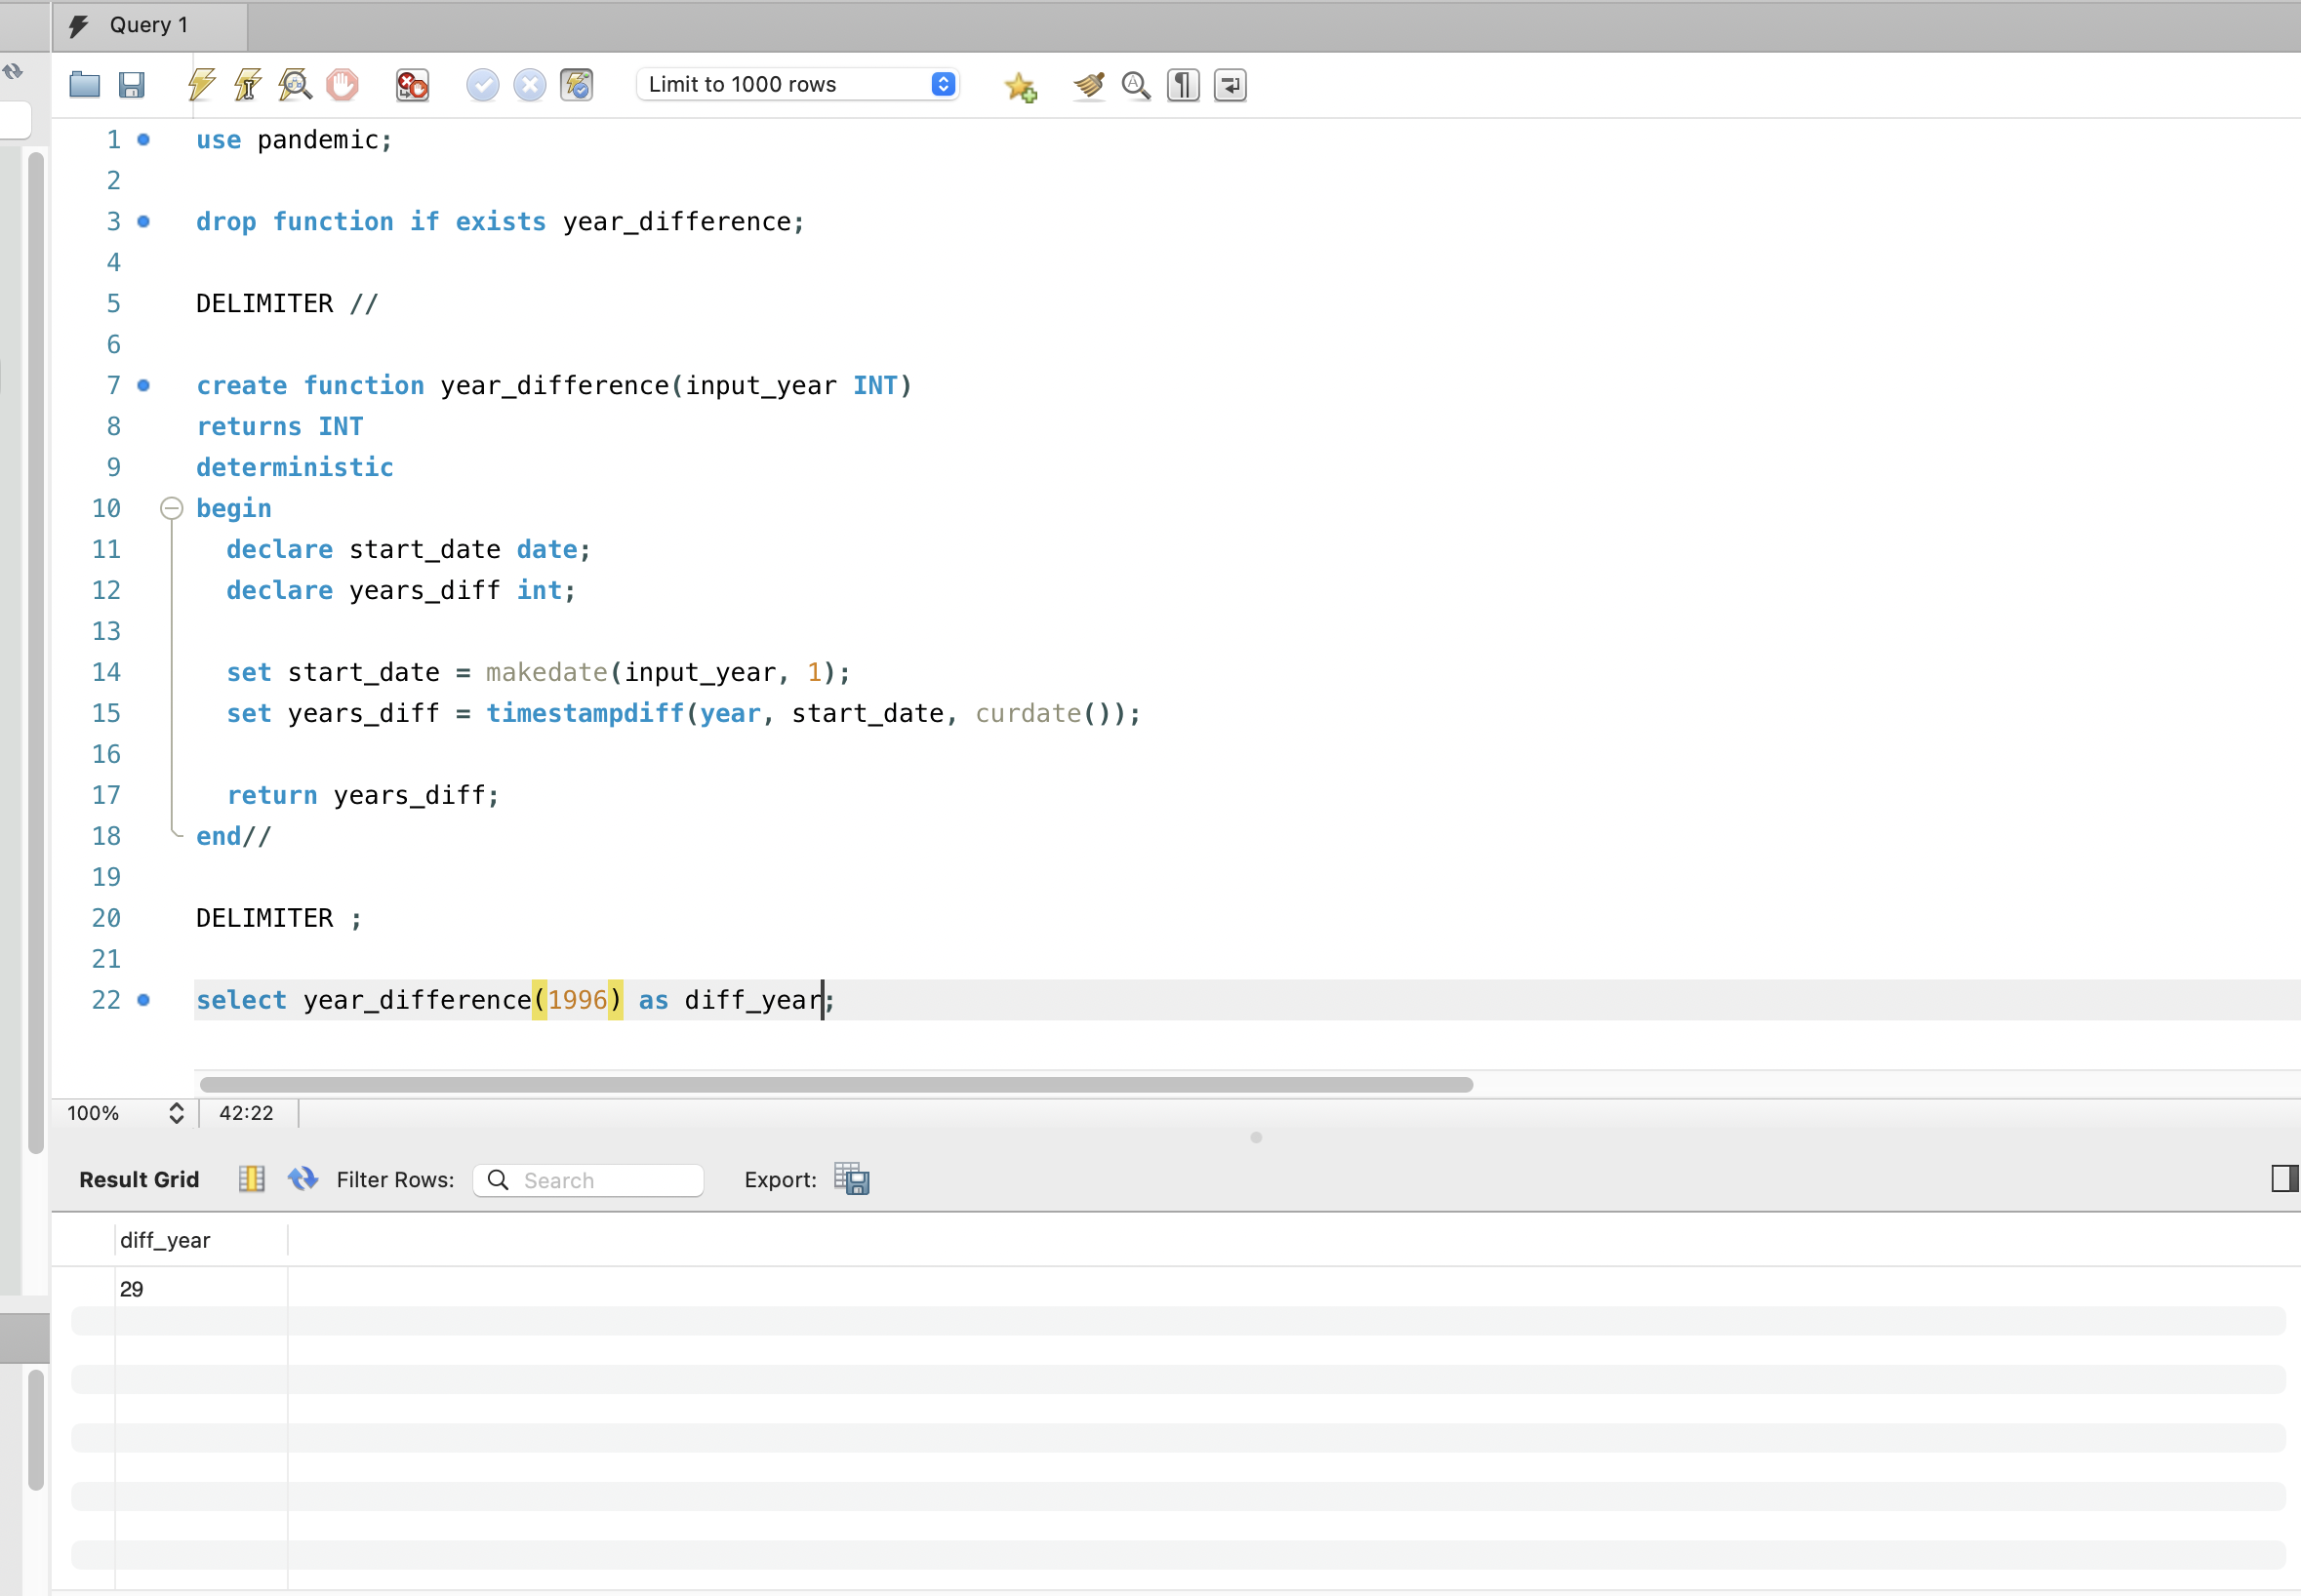 Query 1
Limit to 1000 rows
1 use pandemic;
2
3 drop function if exists year_difference;
4
5 DELIMITER //
6
7 create function year_difference(input_year INT)
8 returns INT
9 deterministic
10 begin
11 declare start_date date;
12 declare years_diff int;
13
14 set start_date = makedate(input_year, 1);
15 set years_diff = timestampdiff(year, start_date, curdate());
16
17 return years_diff;
18 end//
19
20 DELIMITER ;
21
22 select year_difference(1996) as diff_year;
100% 42:22
Result Grid Filter Rows: Search Export:
diff_year
29